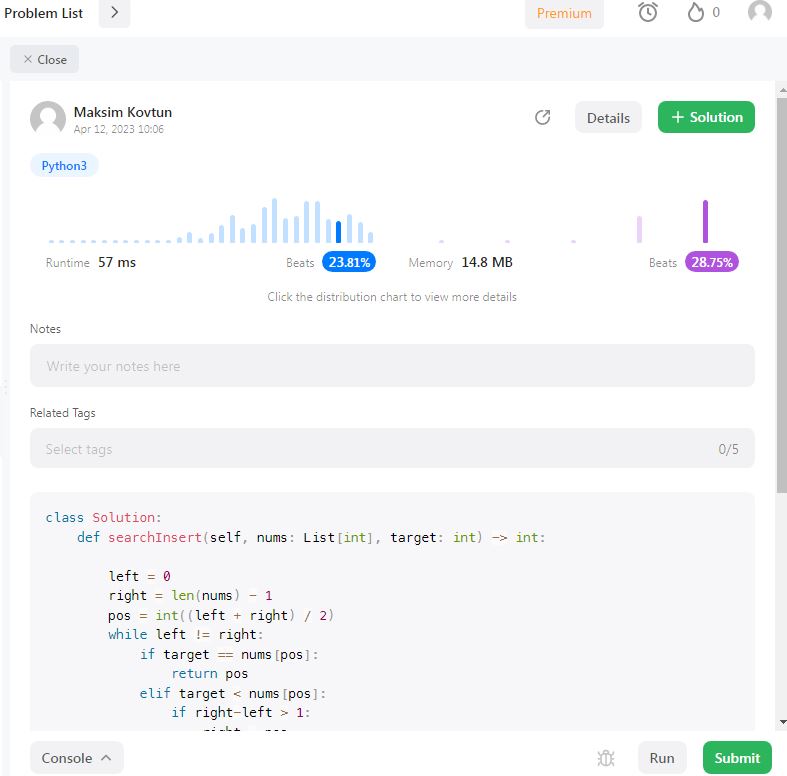 Problem List
Premium
0
Close
Maksim Kovtun
Apr 12, 2023 10:06
Details
+ Solution
Python3
Runtime 57 ms Beats 23.81% Memory 14.8 MB Beats 28.75%
Click the distribution chart to view more details
Notes
Write your notes here
Related Tags
Select tags 0/5
class Solution:
    def searchInsert(self, nums: List[int], target: int) -> int:
        left = 0
        right = len(nums) - 1
        pos = int((left + right) / 2)
        while left != right:
            if target == nums[pos]:
                return pos
            elif target < nums[pos]:
                if right-left > 1:
Console
Run
Submit